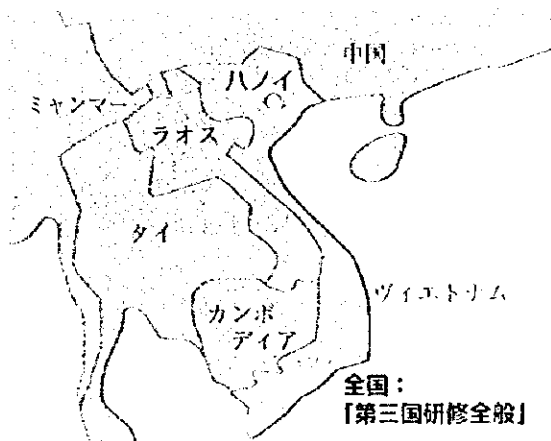 中国
ハノイ
ミャンマー
ラオス
タイ
ヴィエトナム
カンボ
ディア
全国：
「第三国研修全般」